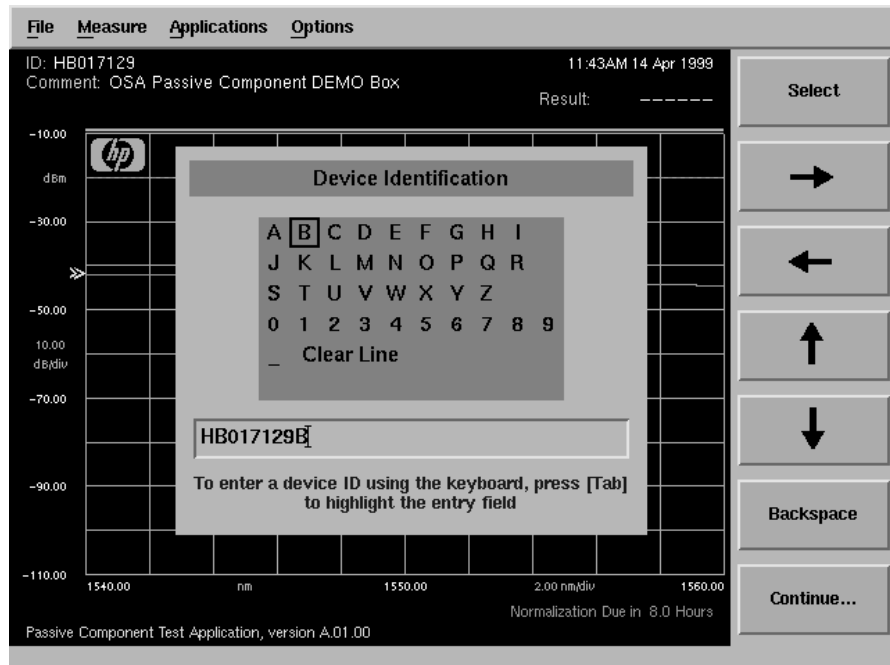 File Measure Applications Options
ID: HB017129 11:43AM 14 Apr 1999
Comment: OSA Passive Component DEMO Box
Result: ------
Select
-10.00
hp
dBm
Device Identification
-30.00
A B C D E F G H I
J K L M N O P Q R
S T U V W X Y Z
-50.00
0 1 2 3 4 5 6 7 8 9
10.00
dB/div
_ Clear Line
-70.00
HB017129B
To enter a device ID using the keyboard, press [Tab]
to highlight the entry field
-90.00
Backspace
-110.00
1540.00 nm 1550.00 2.00 nm/div 1560.00
Continue...
Normalization Due in 8.0 Hours
Passive Component Test Application, version A.01.00